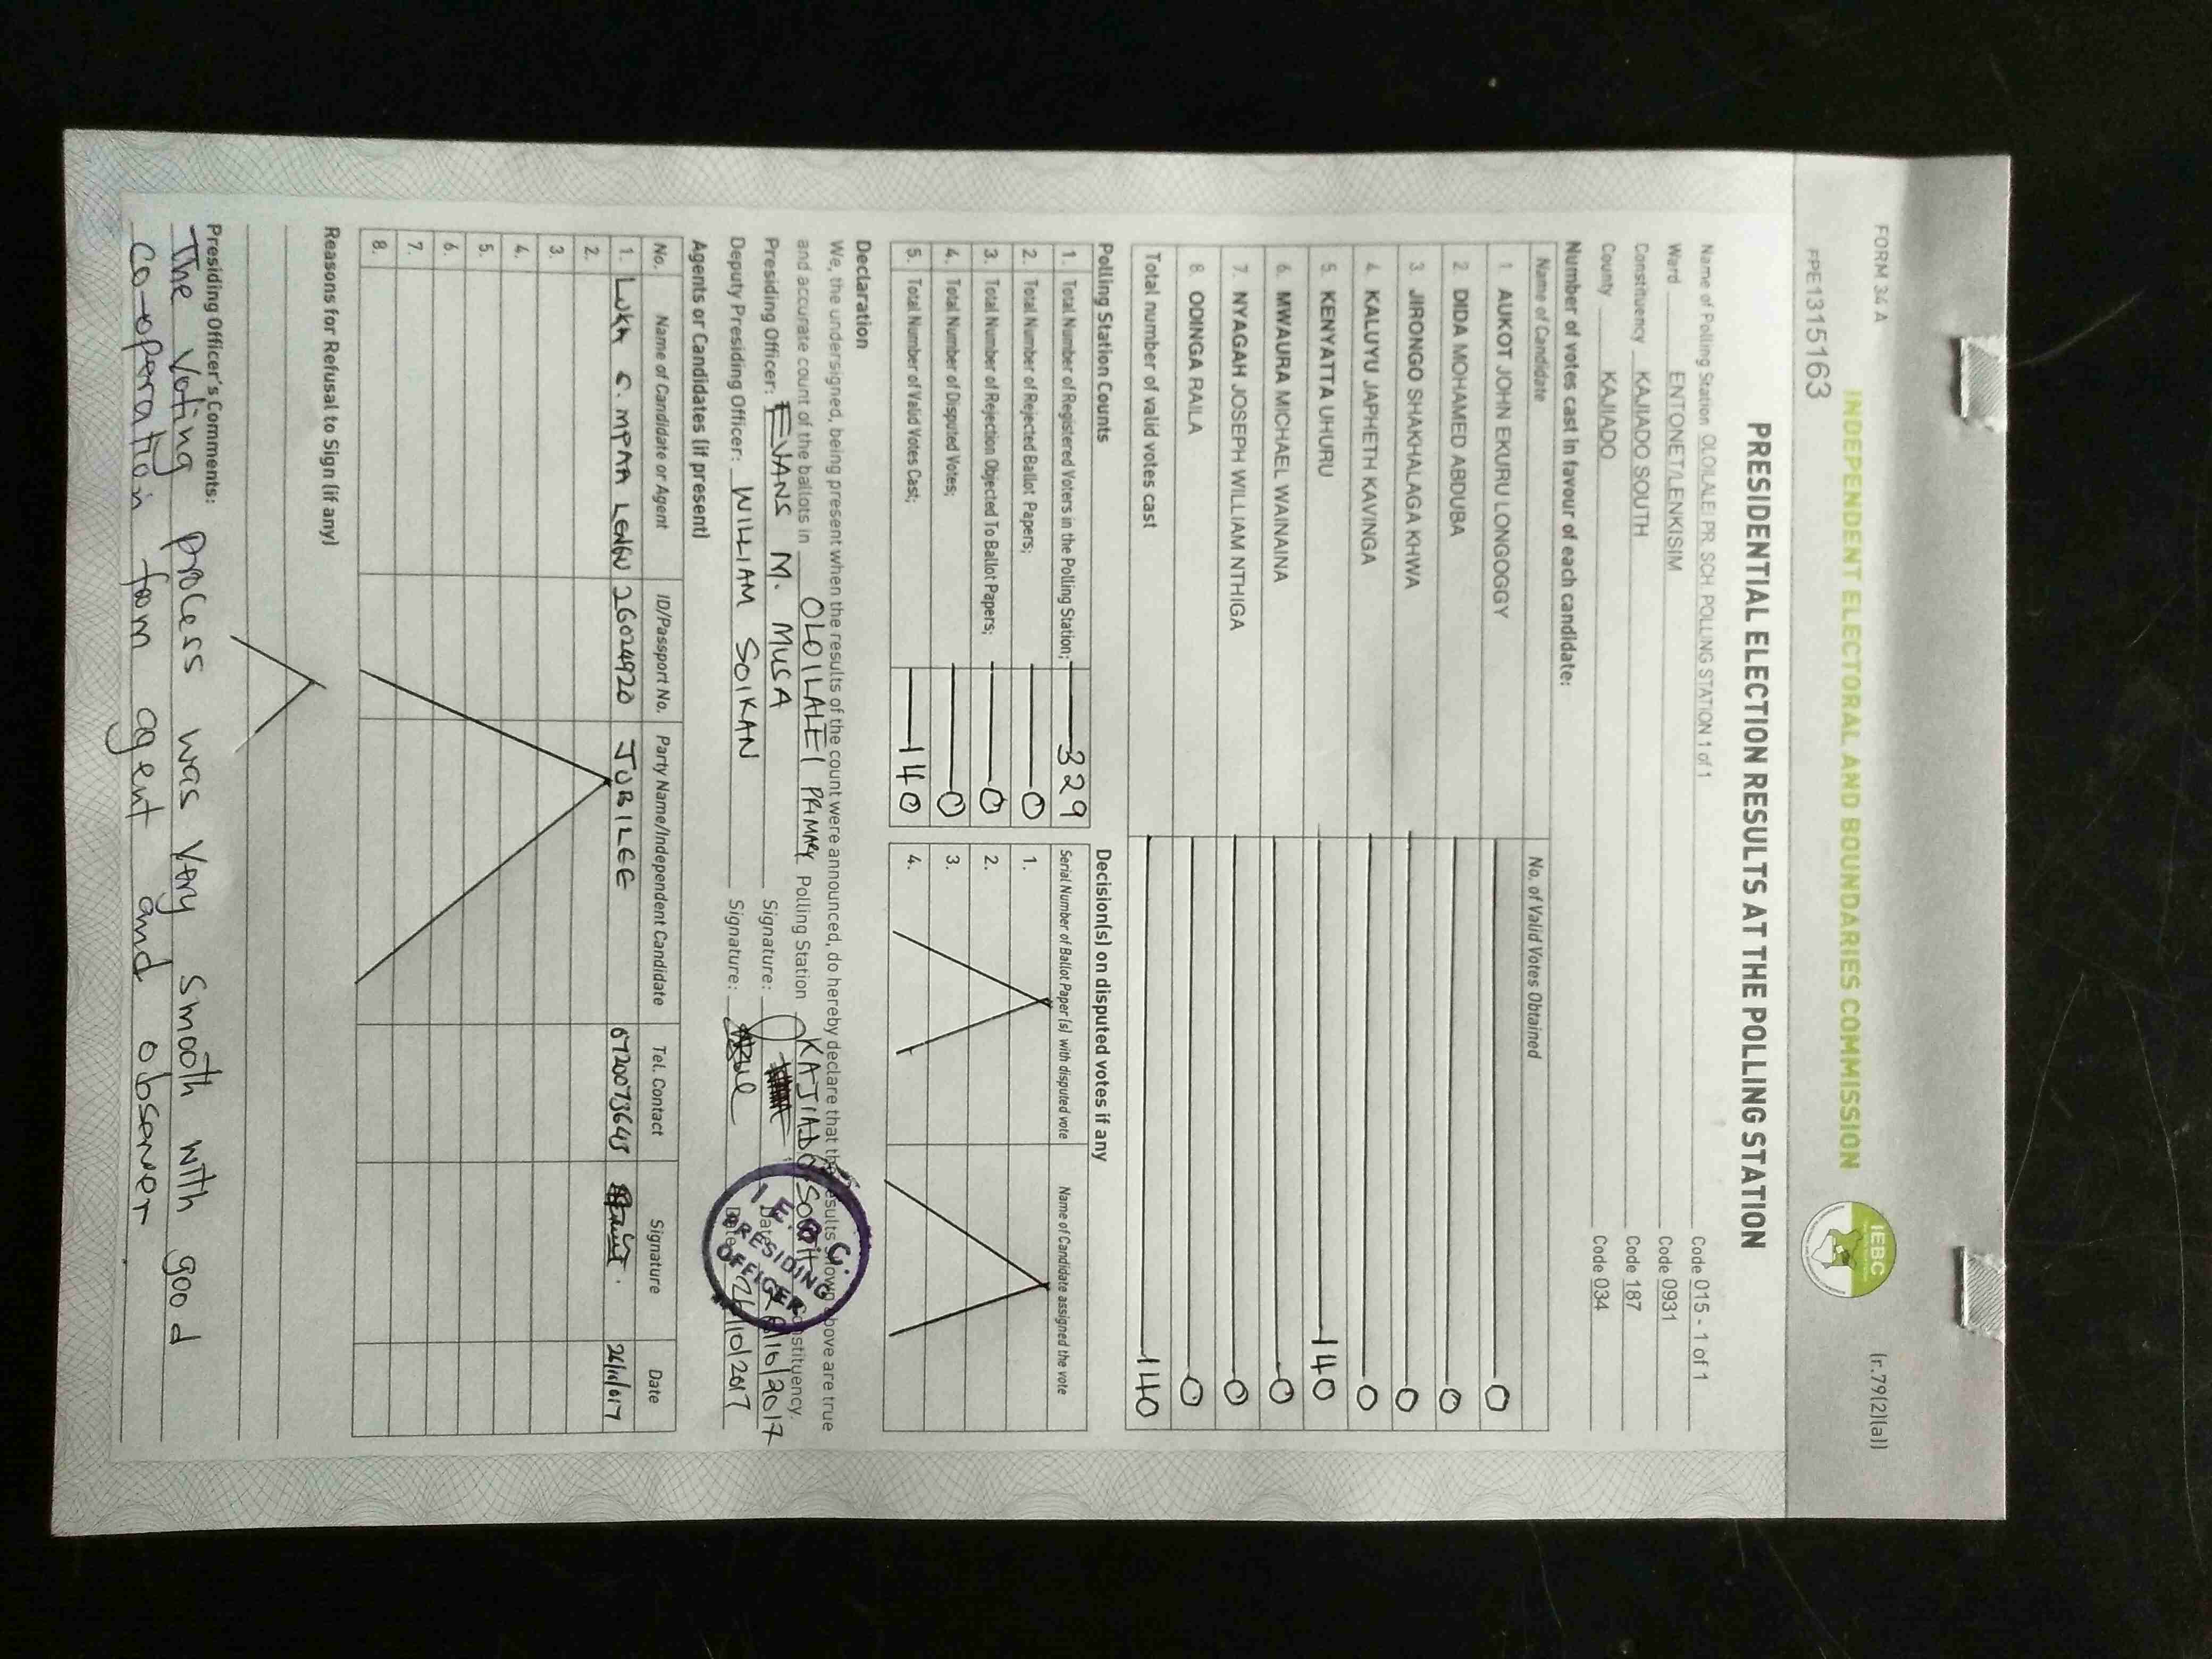 FORM 34 A
(r.79(2)(a))
INDEPENDENT ELECTORAL AND BOUNDARIES COMMISSION
IEBC
FPE1315163
PRESIDENTIAL ELECTION RESULTS AT THE POLLING STATION
Name of Polling Station OLOILALEI PR. SCH POLLING STATION 1 of 1 Code 015 - 1 of 1
Ward ENTONET/LENKISIM Code 0931
Constituency KAJIADO SOUTH Code 187
County KAJIADO Code 034
Number of votes cast in favour of each candidate:
Name of Candidate No. of Valid Votes Obtained
1. AUKOT JOHN EKURU LONGOGGY 0
2. DIDA MOHAMED ABDUBA 0
3. JIRONGO SHAKHALAGA KHWA 0
4. KALUYU JAPHETH KAVINGA 0
5. KENYATTA UHURU 140
6. MWAURA MICHAEL WAINAINA 0
7. NYAGAH JOSEPH WILLIAM NTHIGA 0
8. ODINGA RAILA 0
Total number of valid votes cast 140
Polling Station Counts
1. Total Number of Registered Voters in the Polling Station; 329
2. Total Number of Rejected Ballot Papers; 0
3. Total Number of Rejection Objected To Ballot Papers; 0
4. Total Number of Disputed Votes; 0
5. Total Number of Valid Votes Cast; 140
Decision(s) on disputed votes if any
Serial Number of Ballot Paper(s) with disputed vote Name of Candidate assigned the vote
1.
2.
3.
4.
Declaration
We, the undersigned, being present when the results of the count were announced, do hereby declare that the results shown above are true
and accurate count of the ballots in OLOILALEI PRIMARY Polling Station KAJIADO SOUTH Constituency.
Presiding Officer: EVANS M. MUSA Signature: Date: 26/10/2017
Deputy Presiding Officer: WILLIAM SOIKAN Signature: Date: 26/10/2017
I.E.B.C.
PRESIDING
OFFICER
Agents or Candidates (if present)
No. Name of Candidate or Agent ID/Passport No. Party Name/Independent Candidate Tel. Contact Signature Date
1. LUKA C. MPAA 26024920 JUBILEE
2.
3.
4.
5.
6.
7.
8.
Reasons for Refusal to Sign (if any)
Presiding Officer's Comments:
The voting process was very smooth with good
co-operation from agent and observer